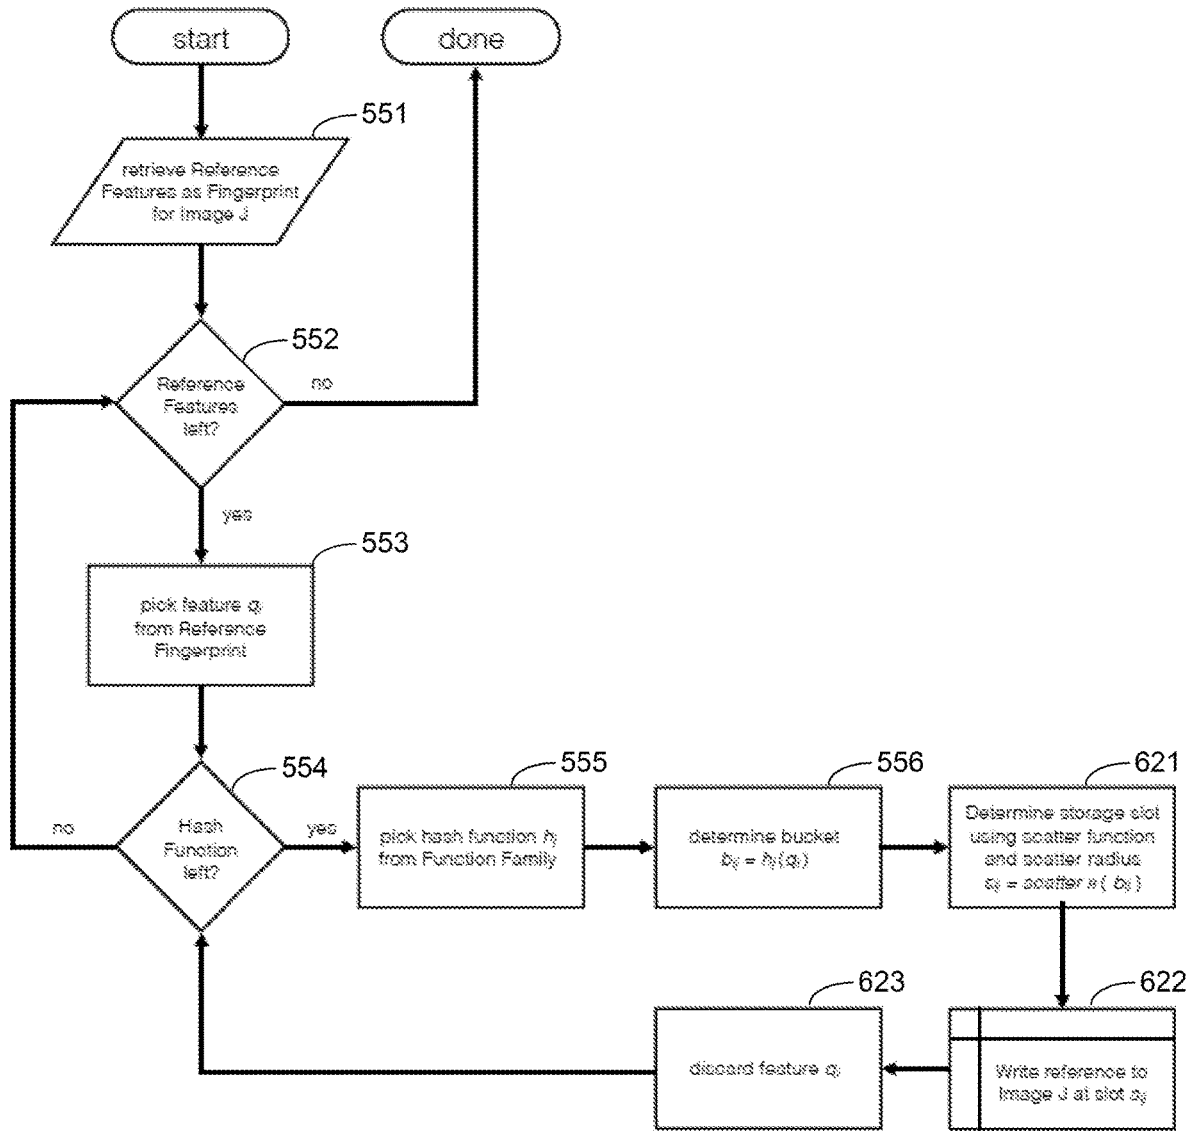 start
done
551
retrieve Reference
Features as Fingerprint
for Image J
552
Reference
Features
left?
no
yes
553
pick feature qᵢ
from Reference
Fingerprint
554
Hash
Function
left?
no
yes
555
pick hash function hⱼ
from Function Family
556
determine bucket
bᵢⱼ = hⱼ(qᵢ)
621
Determine storage slot
using scatter function
and scatter radius
sᵢⱼ = scatter ( bᵢⱼ )
622
Write reference to
Image J at slot sᵢⱼ
623
discard feature qᵢ